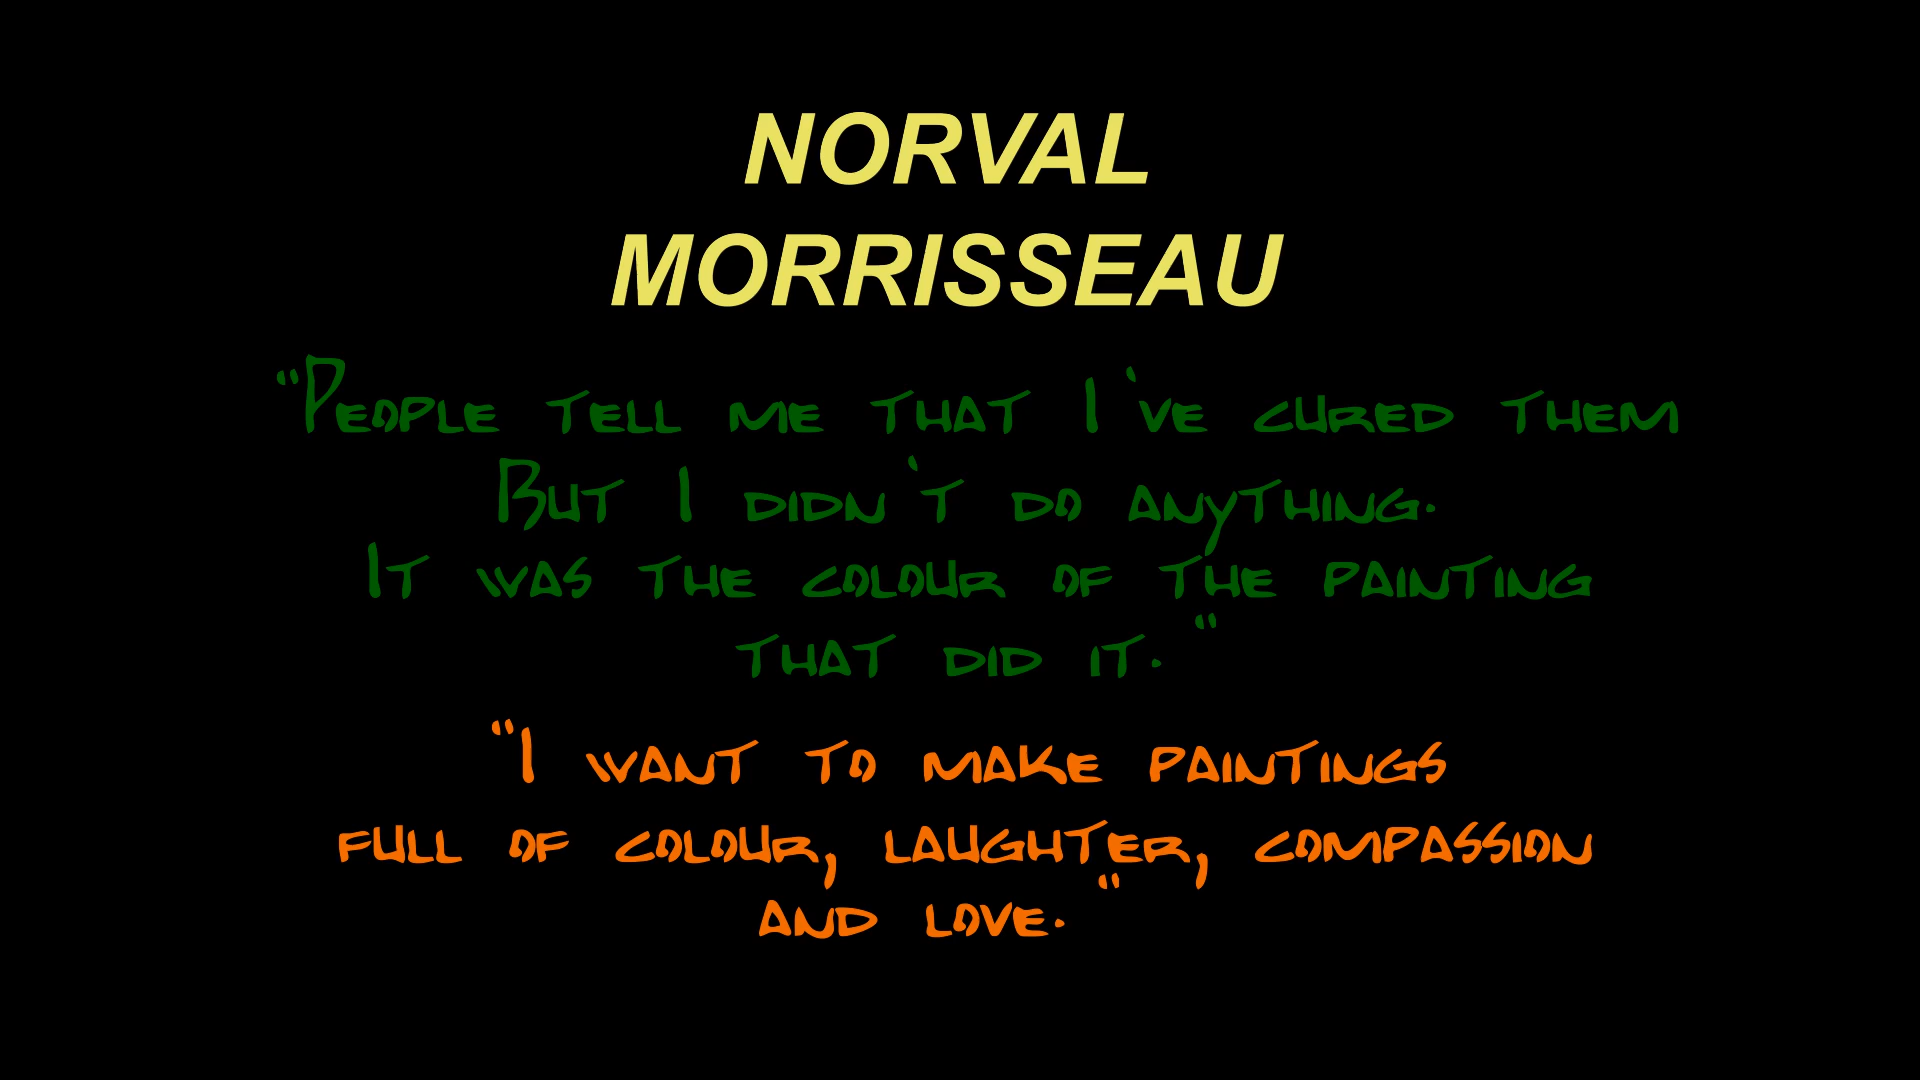 NORVAL
MORRISSEAU
"People tell me that I've cured them
But I didn't do anything.
It was the colour of the painting
that did it."
"I want to make paintings
full of colour, laughter, compassion
and love."